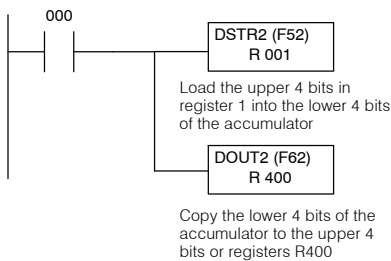 000
DSTR2 (F52)
R 001
Load the upper 4 bits in
register 1 into the lower 4 bits
of the accumulator
DOUT2 (F62)
R 400
Copy the lower 4 bits of the
accumulator to the upper 4
bits or registers R400